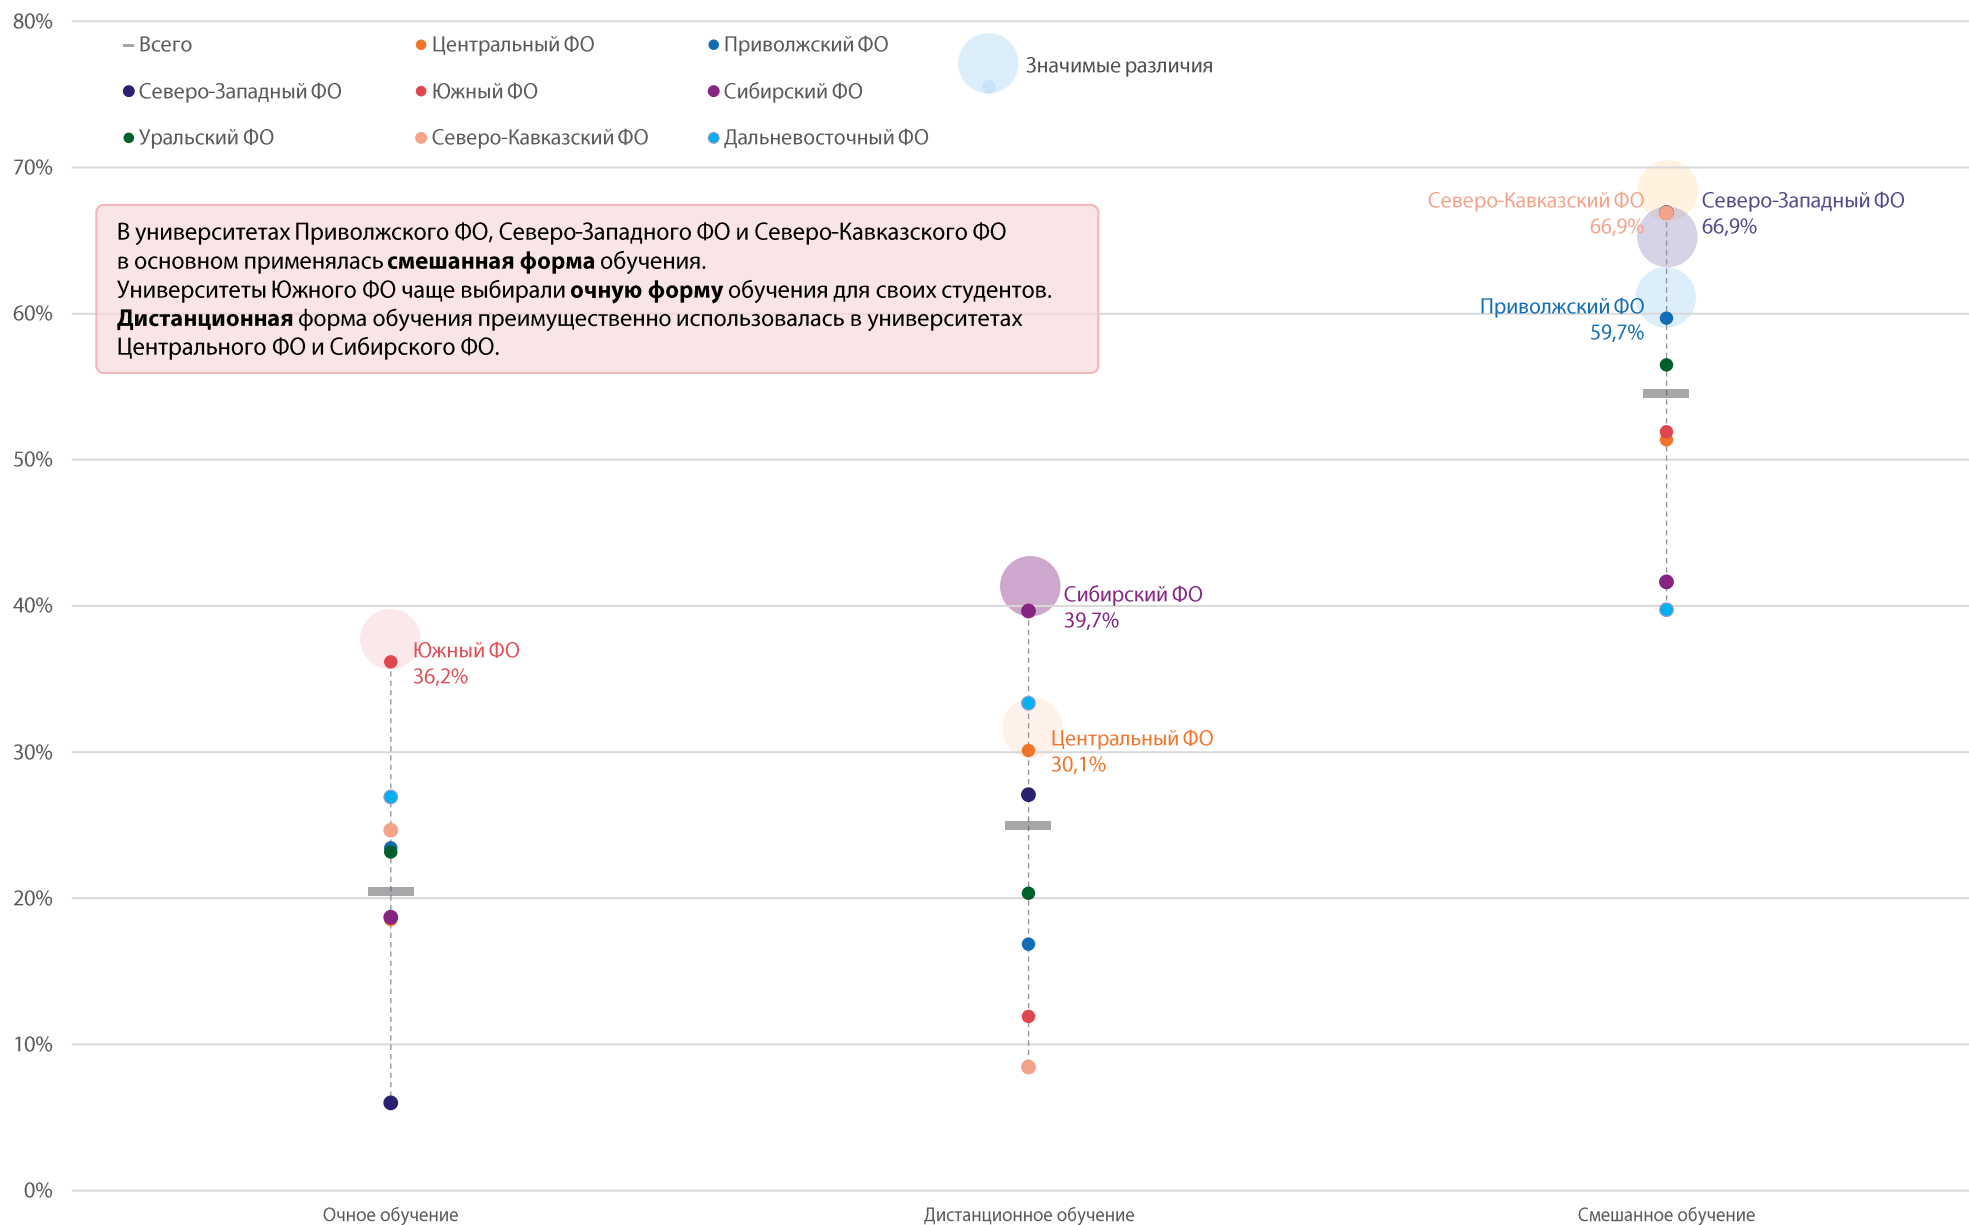 80%
Всего
Центральный ФО
Приволжский ФО
Значимые различия
Северо-Западный ФО
Южный ФО
Сибирский ФО
Уральский ФО
Северо-Кавказский ФО
Дальневосточный ФО
70%
Северо-Кавказский ФО
66,9%
Северо-Западный ФО
66,9%
В университетах Приволжского ФО, Северо-Западного ФО и Северо-Кавказского ФО
в основном применялась смешанная форма обучения.
Университеты Южного ФО чаще выбирали очную форму обучения для своих студентов.
Дистанционная форма обучения преимущественно использовалась в университетах
Центрального ФО и Сибирского ФО.
60%
Приволжский ФО
59,7%
50%
40%
Сибирский ФО
39,7%
Южный ФО
36,2%
30%
Центральный ФО
30,1%
20%
10%
0%
Очное обучение
Дистанционное обучение
Смешанное обучение